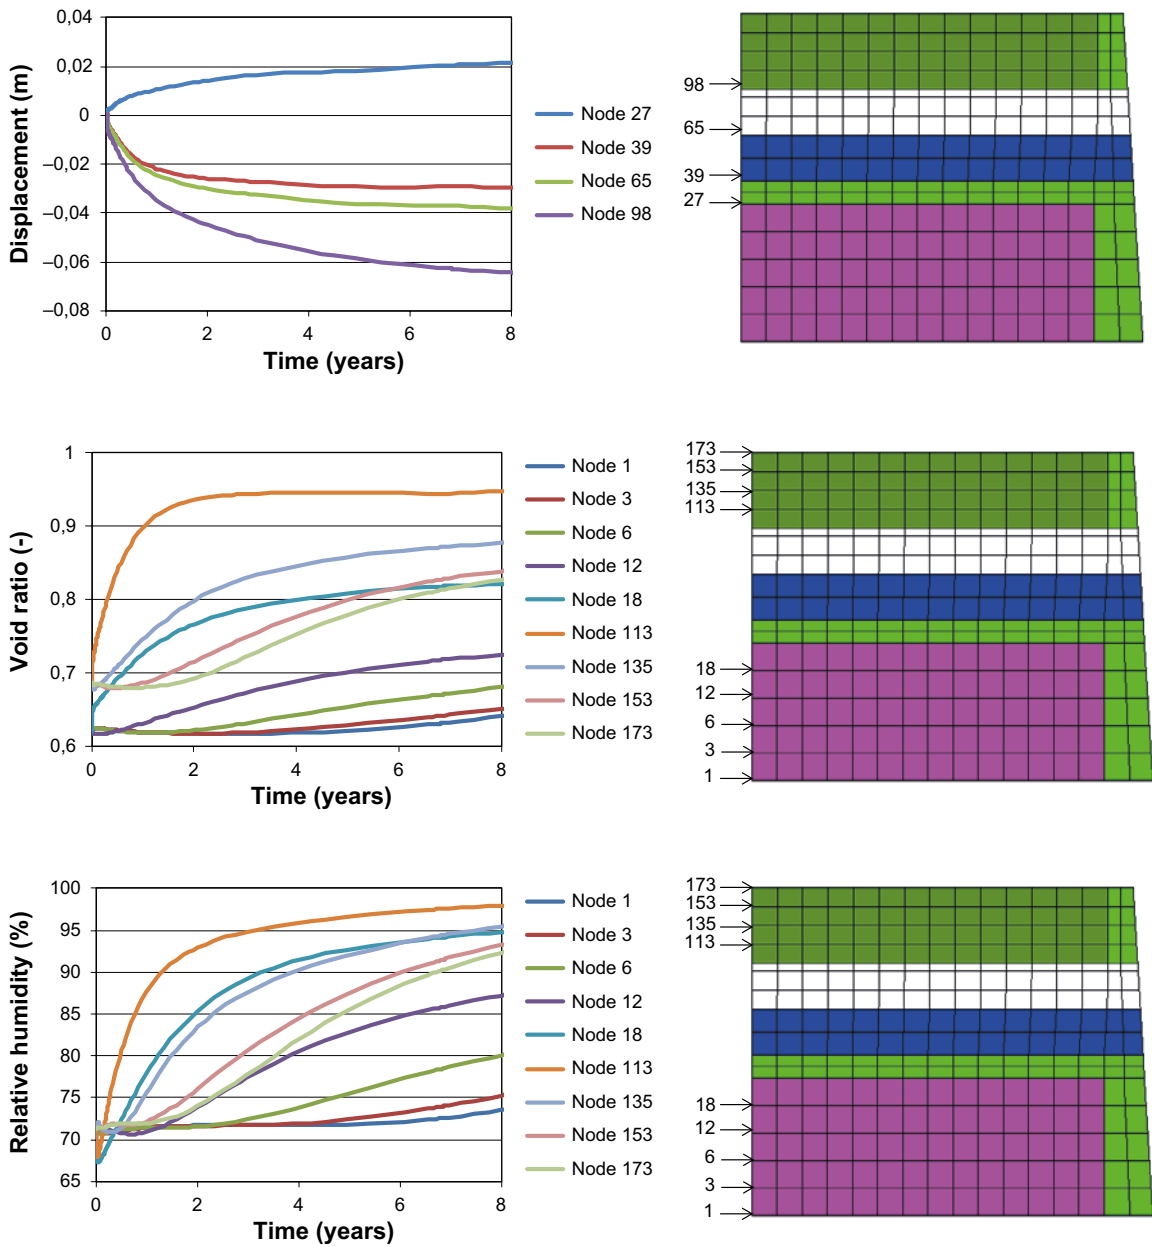 0,04
0,02
0
–0,02
–0,04
–0,06
–0,08
Displacement (m)
0 2 4 6 8
Time (years)
Node 27
Node 39
Node 65
Node 98
98
65
39
27
1
0,9
0,8
0,7
0,6
Void ratio (-)
0 2 4 6 8
Time (years)
Node 1
Node 3
Node 6
Node 12
Node 18
Node 113
Node 135
Node 153
Node 173
173
153
135
113
18
12
6
3
1
100
95
90
85
80
75
70
65
Relative humidity (%)
0 2 4 6 8
Time (years)
Node 1
Node 3
Node 6
Node 12
Node 18
Node 113
Node 135
Node 153
Node 173
173
153
135
113
18
12
6
3
1